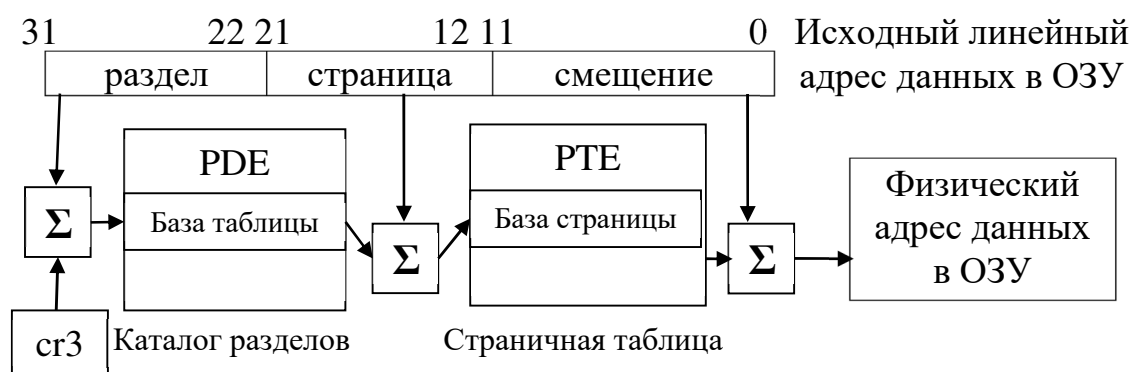 31 22 21 12 11 0 Исходный линейный
раздел страница смещение адрес данных в ОЗУ
PDE PTE
База таблицы База страницы
Физический
адрес данных
в ОЗУ
Σ Σ Σ
cr3 Каталог разделов Страничная таблица